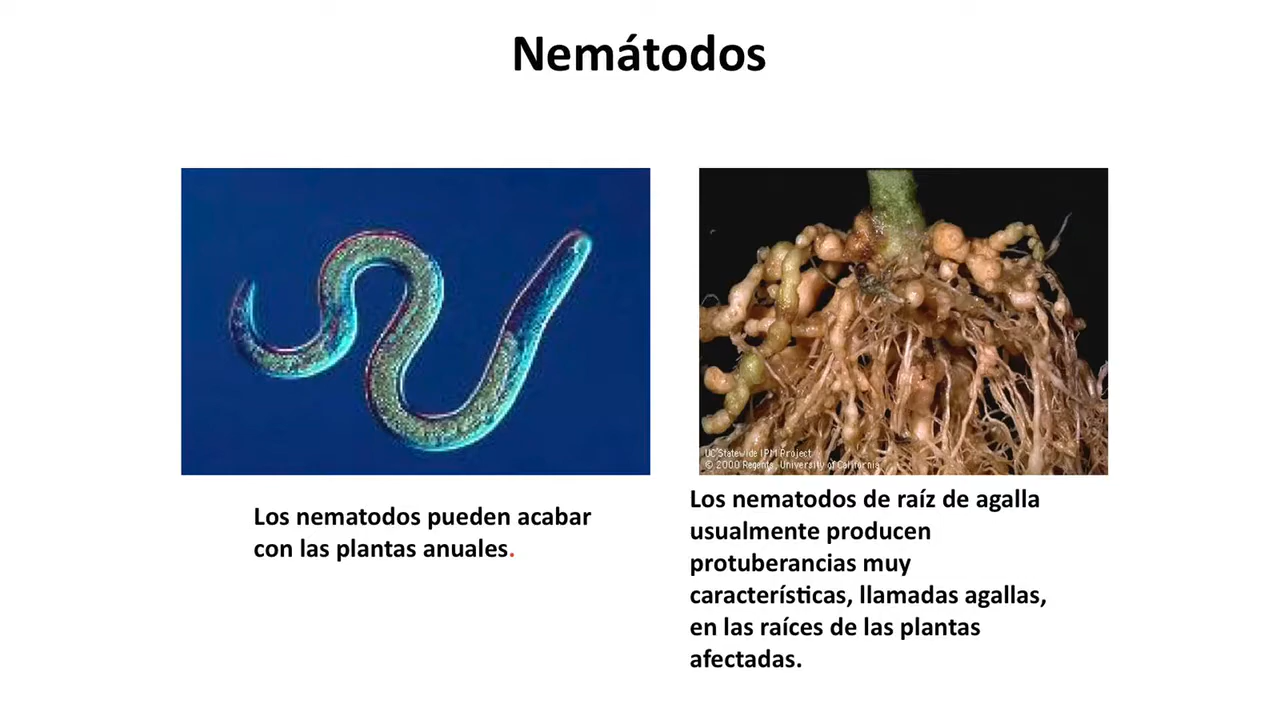 Nemátodos
UC Statewide IPM Project
© 2000 Regents, University of California
Los nematodos pueden acabar
con las plantas anuales.
Los nematodos de raíz de agalla
usualmente producen
protuberancias muy
características, llamadas agallas,
en las raíces de las plantas
afectadas.